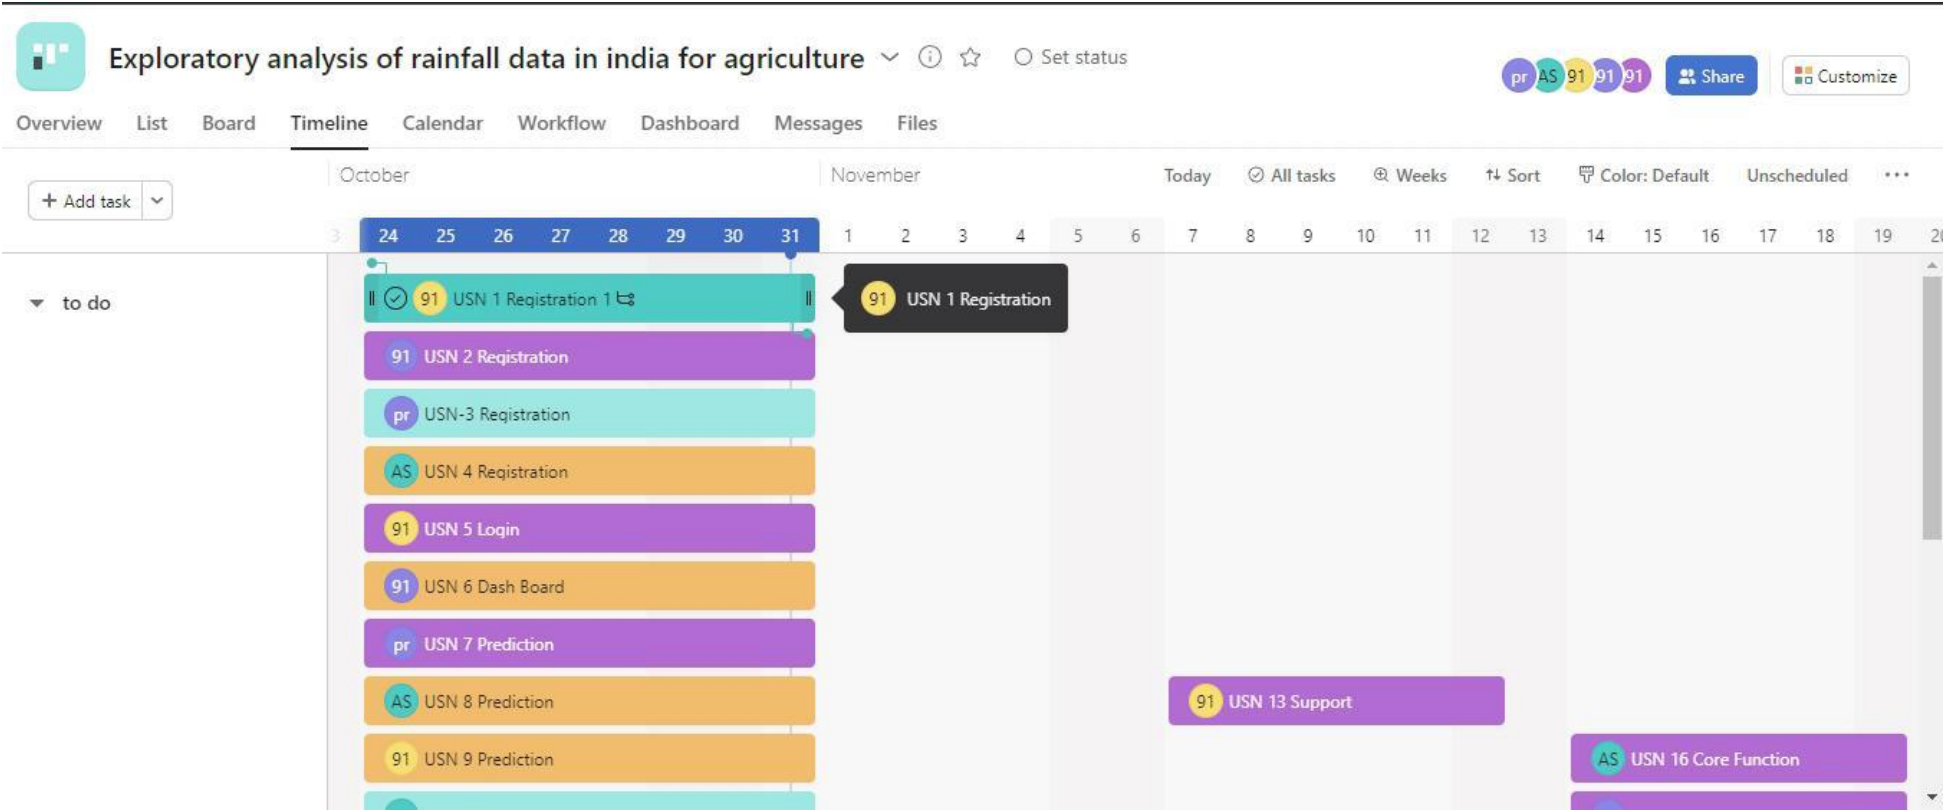 Exploratory analysis of rainfall data in india for agriculture Set status
pr AS 91 91 91 Share Customize
Overview List Board Timeline Calendar Workflow Dashboard Messages Files
+ Add task
October November Today All tasks Weeks Sort Color: Default Unscheduled ...
3 24 25 26 27 28 29 30 31 1 2 3 4 5 6 7 8 9 10 11 12 13 14 15 16 17 18 19
to do
91 USN 1 Registration 1
91 USN 1 Registration
91 USN 2 Registration
pr USN-3 Registration
AS USN 4 Registration
91 USN 5 Login
91 USN 6 Dash Board
pr USN 7 Prediction
AS USN 8 Prediction
91 USN 13 Support
91 USN 9 Prediction
AS USN 16 Core Function